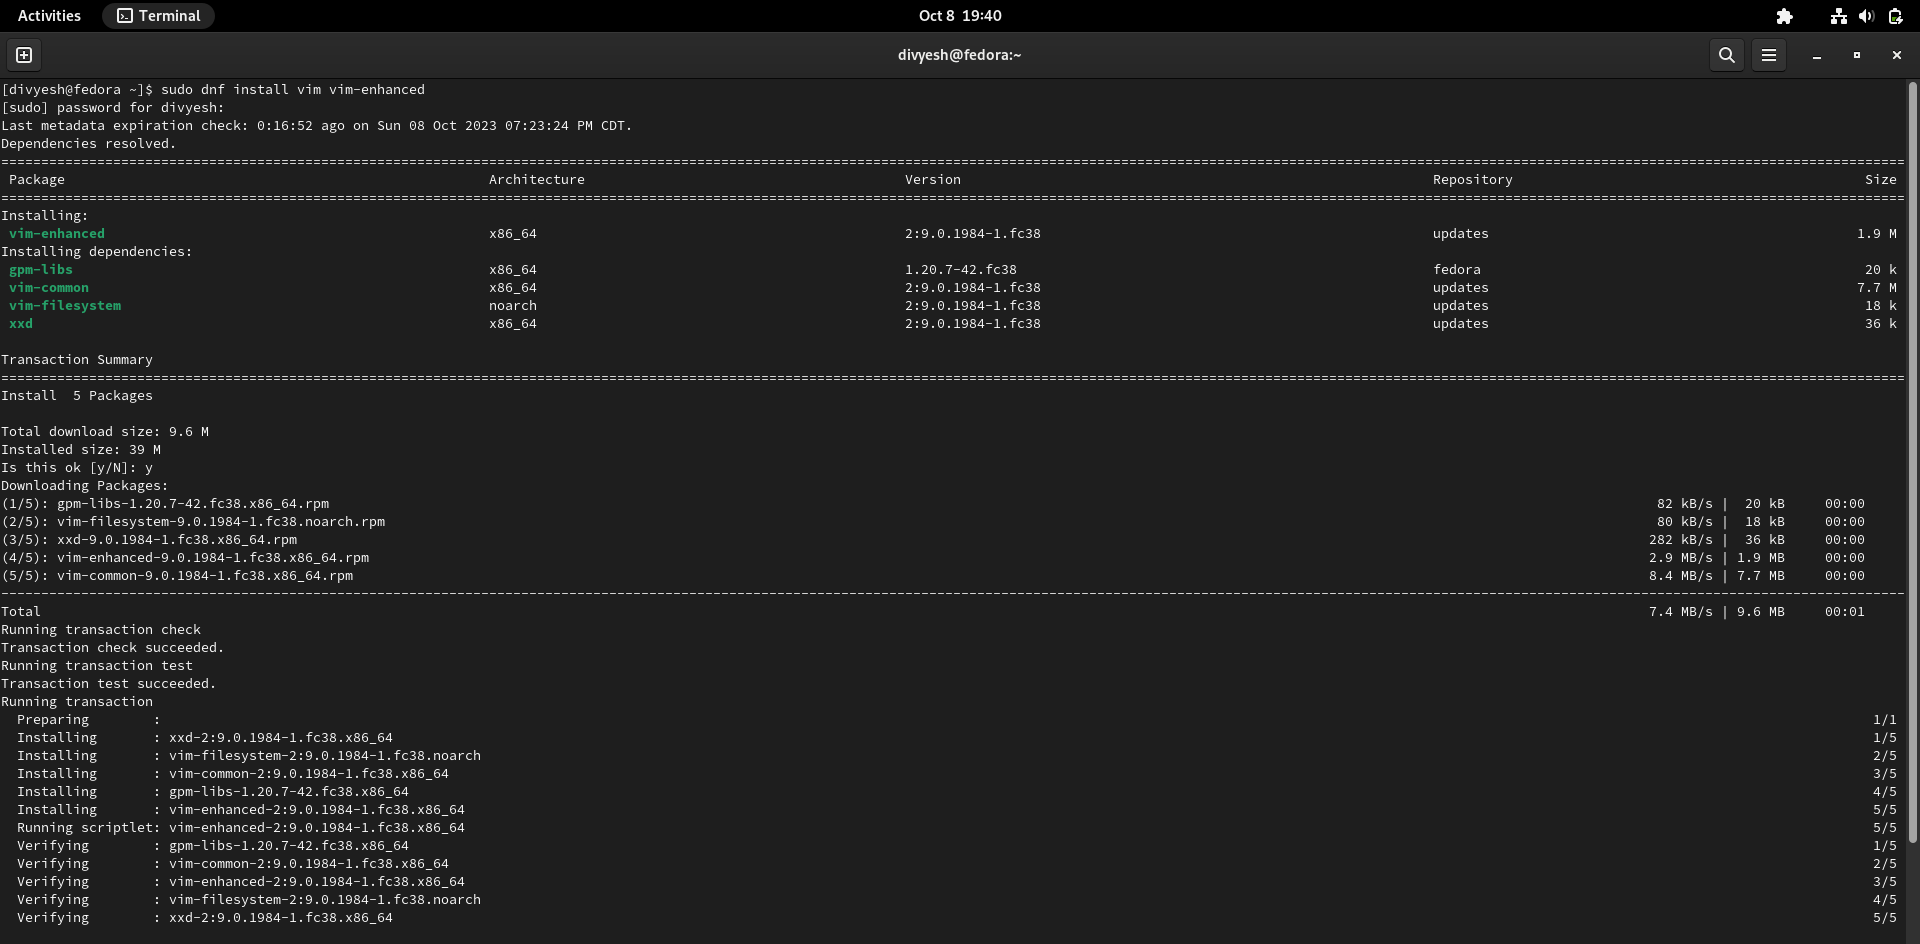 Activities Terminal Oct 8 19:40
divyesh@fedora:~
[divyesh@fedora ~]$ sudo dnf install vim vim-enhanced
[sudo] password for divyesh:
Last metadata expiration check: 0:16:52 ago on Sun 08 Oct 2023 07:23:24 PM CDT.
Dependencies resolved.
Package Architecture Version Repository Size
Installing:
vim-enhanced x86_64 2:9.0.1984-1.fc38 updates 1.9 M
Installing dependencies:
gpm-libs x86_64 1.20.7-42.fc38 fedora 20 k
vim-common x86_64 2:9.0.1984-1.fc38 updates 7.7 M
vim-filesystem noarch 2:9.0.1984-1.fc38 updates 18 k
xxd x86_64 2:9.0.1984-1.fc38 updates 36 k
Transaction Summary
Install  5 Packages
Total download size: 9.6 M
Installed size: 39 M
Is this ok [y/N]: y
Downloading Packages:
(1/5): gpm-libs-1.20.7-42.fc38.x86_64.rpm 82 kB/s | 20 kB 00:00
(2/5): vim-filesystem-9.0.1984-1.fc38.noarch.rpm 80 kB/s | 18 kB 00:00
(3/5): xxd-9.0.1984-1.fc38.x86_64.rpm 282 kB/s | 36 kB 00:00
(4/5): vim-enhanced-9.0.1984-1.fc38.x86_64.rpm 2.9 MB/s | 1.9 MB 00:00
(5/5): vim-common-9.0.1984-1.fc38.x86_64.rpm 8.4 MB/s | 7.7 MB 00:00
Total 7.4 MB/s | 9.6 MB 00:01
Running transaction check
Transaction check succeeded.
Running transaction test
Transaction test succeeded.
Running transaction
Preparing : 1/1
Installing : xxd-2:9.0.1984-1.fc38.x86_64 1/5
Installing : vim-filesystem-2:9.0.1984-1.fc38.noarch 2/5
Installing : vim-common-2:9.0.1984-1.fc38.x86_64 3/5
Installing : gpm-libs-1.20.7-42.fc38.x86_64 4/5
Installing : vim-enhanced-2:9.0.1984-1.fc38.x86_64 5/5
Running scriptlet: vim-enhanced-2:9.0.1984-1.fc38.x86_64 5/5
Verifying : gpm-libs-1.20.7-42.fc38.x86_64 1/5
Verifying : vim-common-2:9.0.1984-1.fc38.x86_64 2/5
Verifying : vim-enhanced-2:9.0.1984-1.fc38.x86_64 3/5
Verifying : vim-filesystem-2:9.0.1984-1.fc38.noarch 4/5
Verifying : xxd-2:9.0.1984-1.fc38.x86_64 5/5